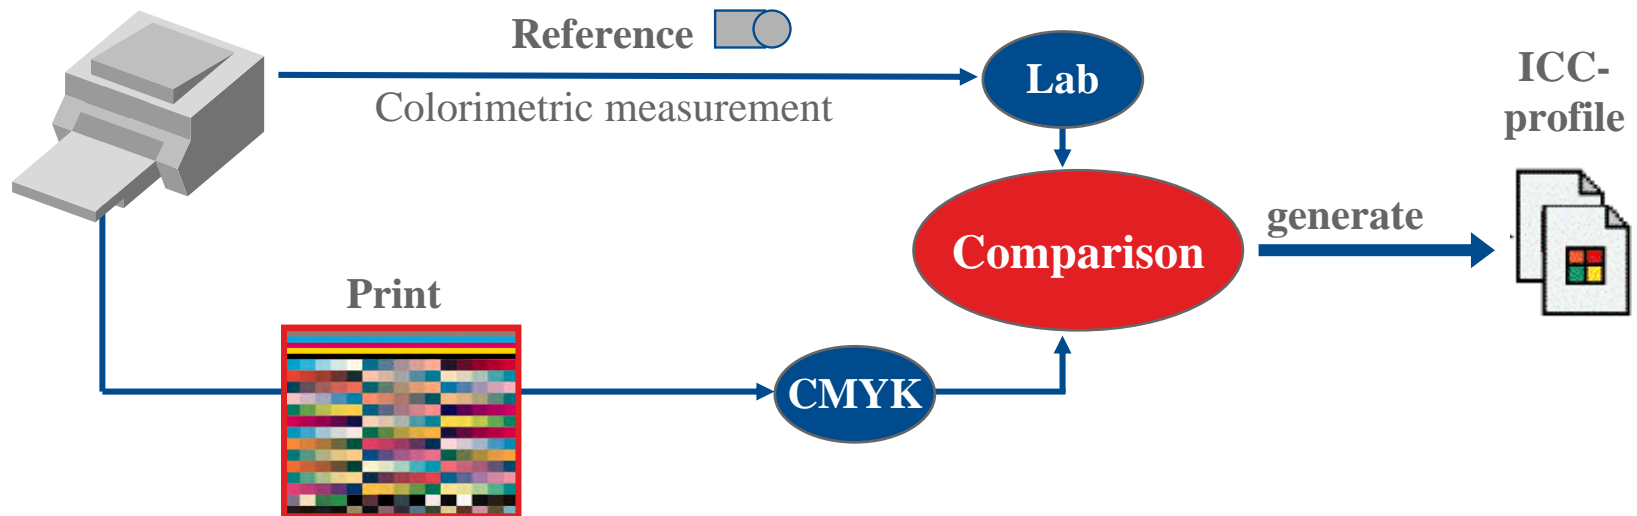 Reference
Colorimetric measurement
Lab
ICC-
profile
Comparison
generate
Print
CMYK